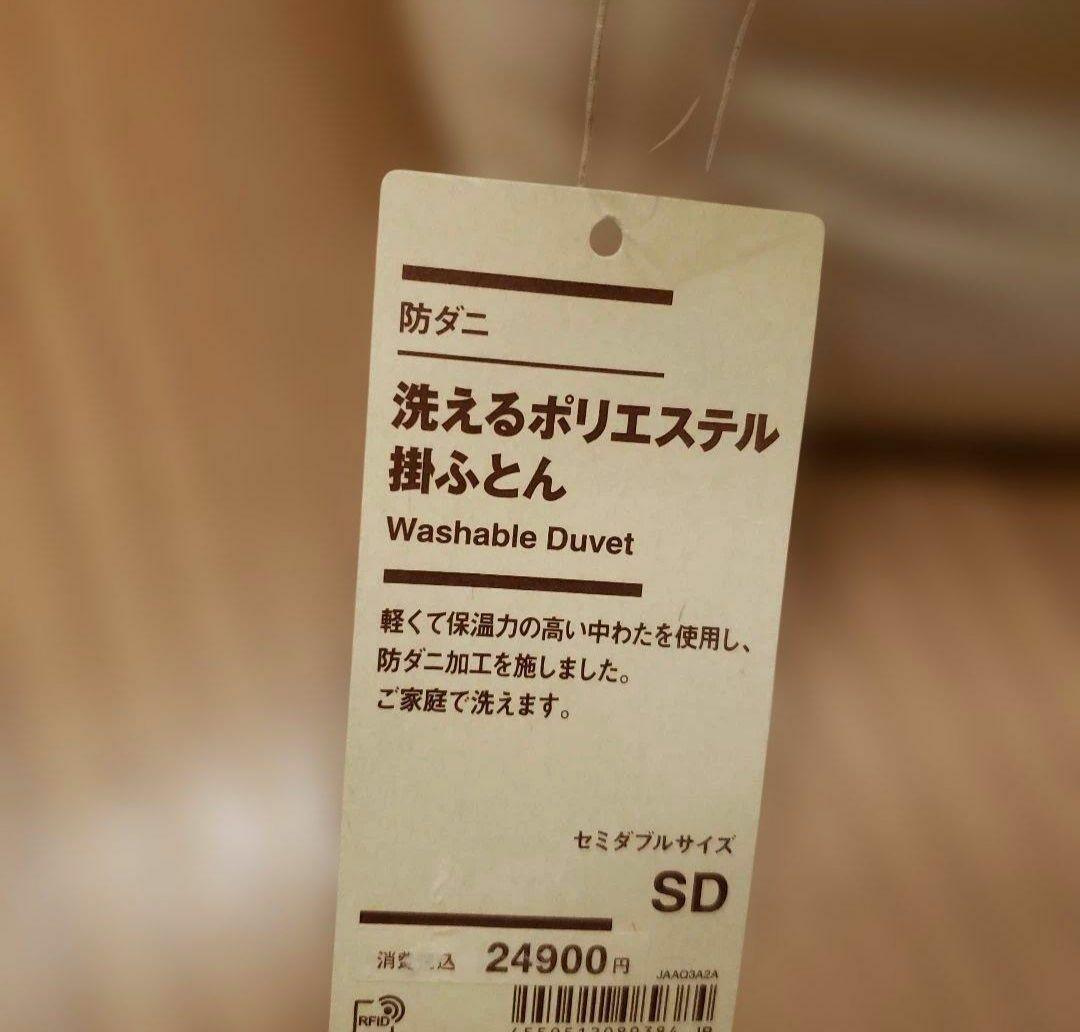 防ダニ
洗えるポリエステル
掛ふとん
Washable Duvet
軽くて保温力の高い中わたを使用し、
防ダニ加工を施しました。
ご家庭で洗えます。
セミダブルサイズ
SD
消費 込 24900円
JAAQ3A2A
RFID